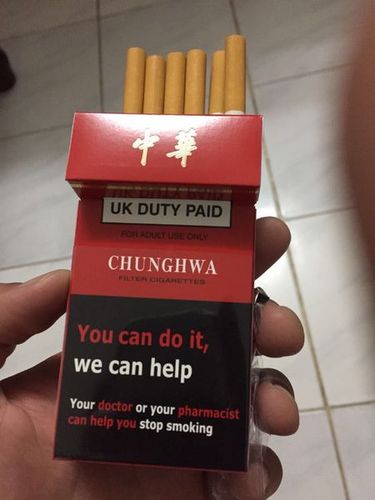 中華
UK DUTY PAID
FOR ADULT USE ONLY
CHUNGHWA
FILTER CIGARETTES
You can do it,
we can help
Your doctor or your pharmacist
can help you stop smoking